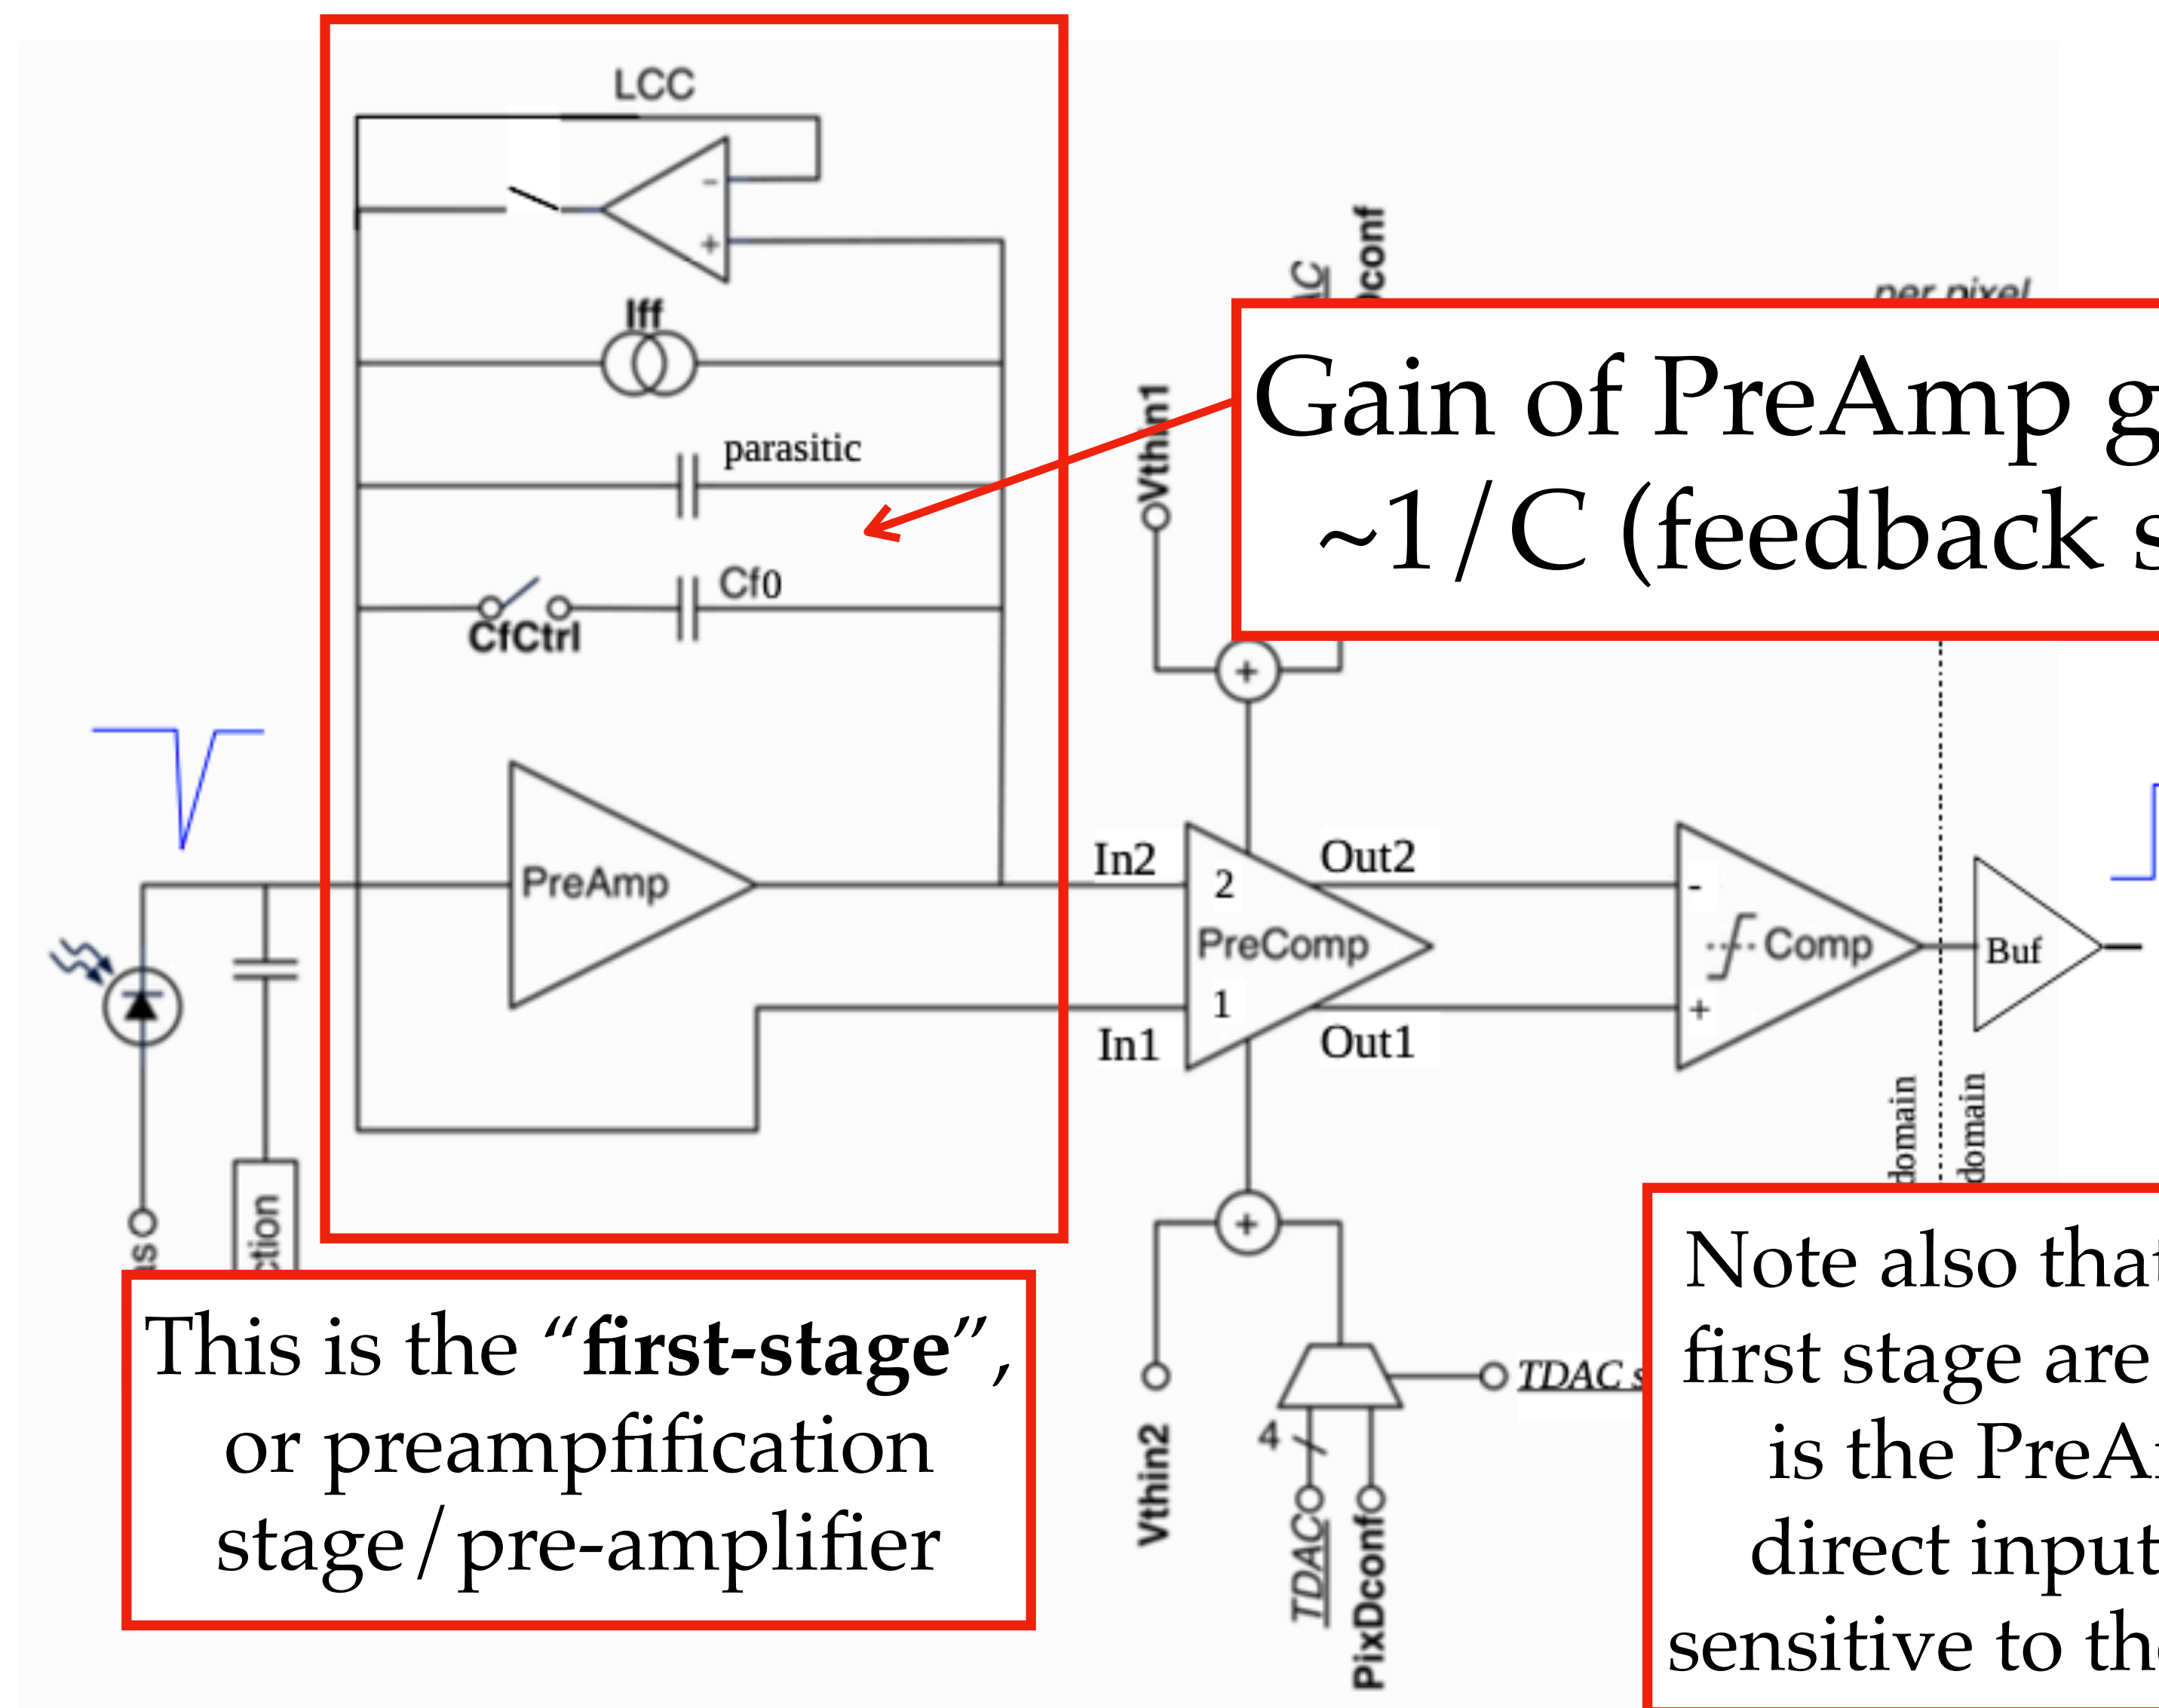 LCC
-
+
Iff
parasitic
Cf0
CfCtrl
per pixel
Vthin1
Gain of PreAmp
~1/C (feedback
+
PreAmp
In2
2
Out2
-
PreComp
Comp
Buf
1
+
In1
Out1
domain
domain
+
This is the “first-stage”,
or preampfification
stage/pre-amplifier
Vthin2
TDAC
4
TDAC
PixDconf
Note also that
first stage are
is the
direct input
sensitive to